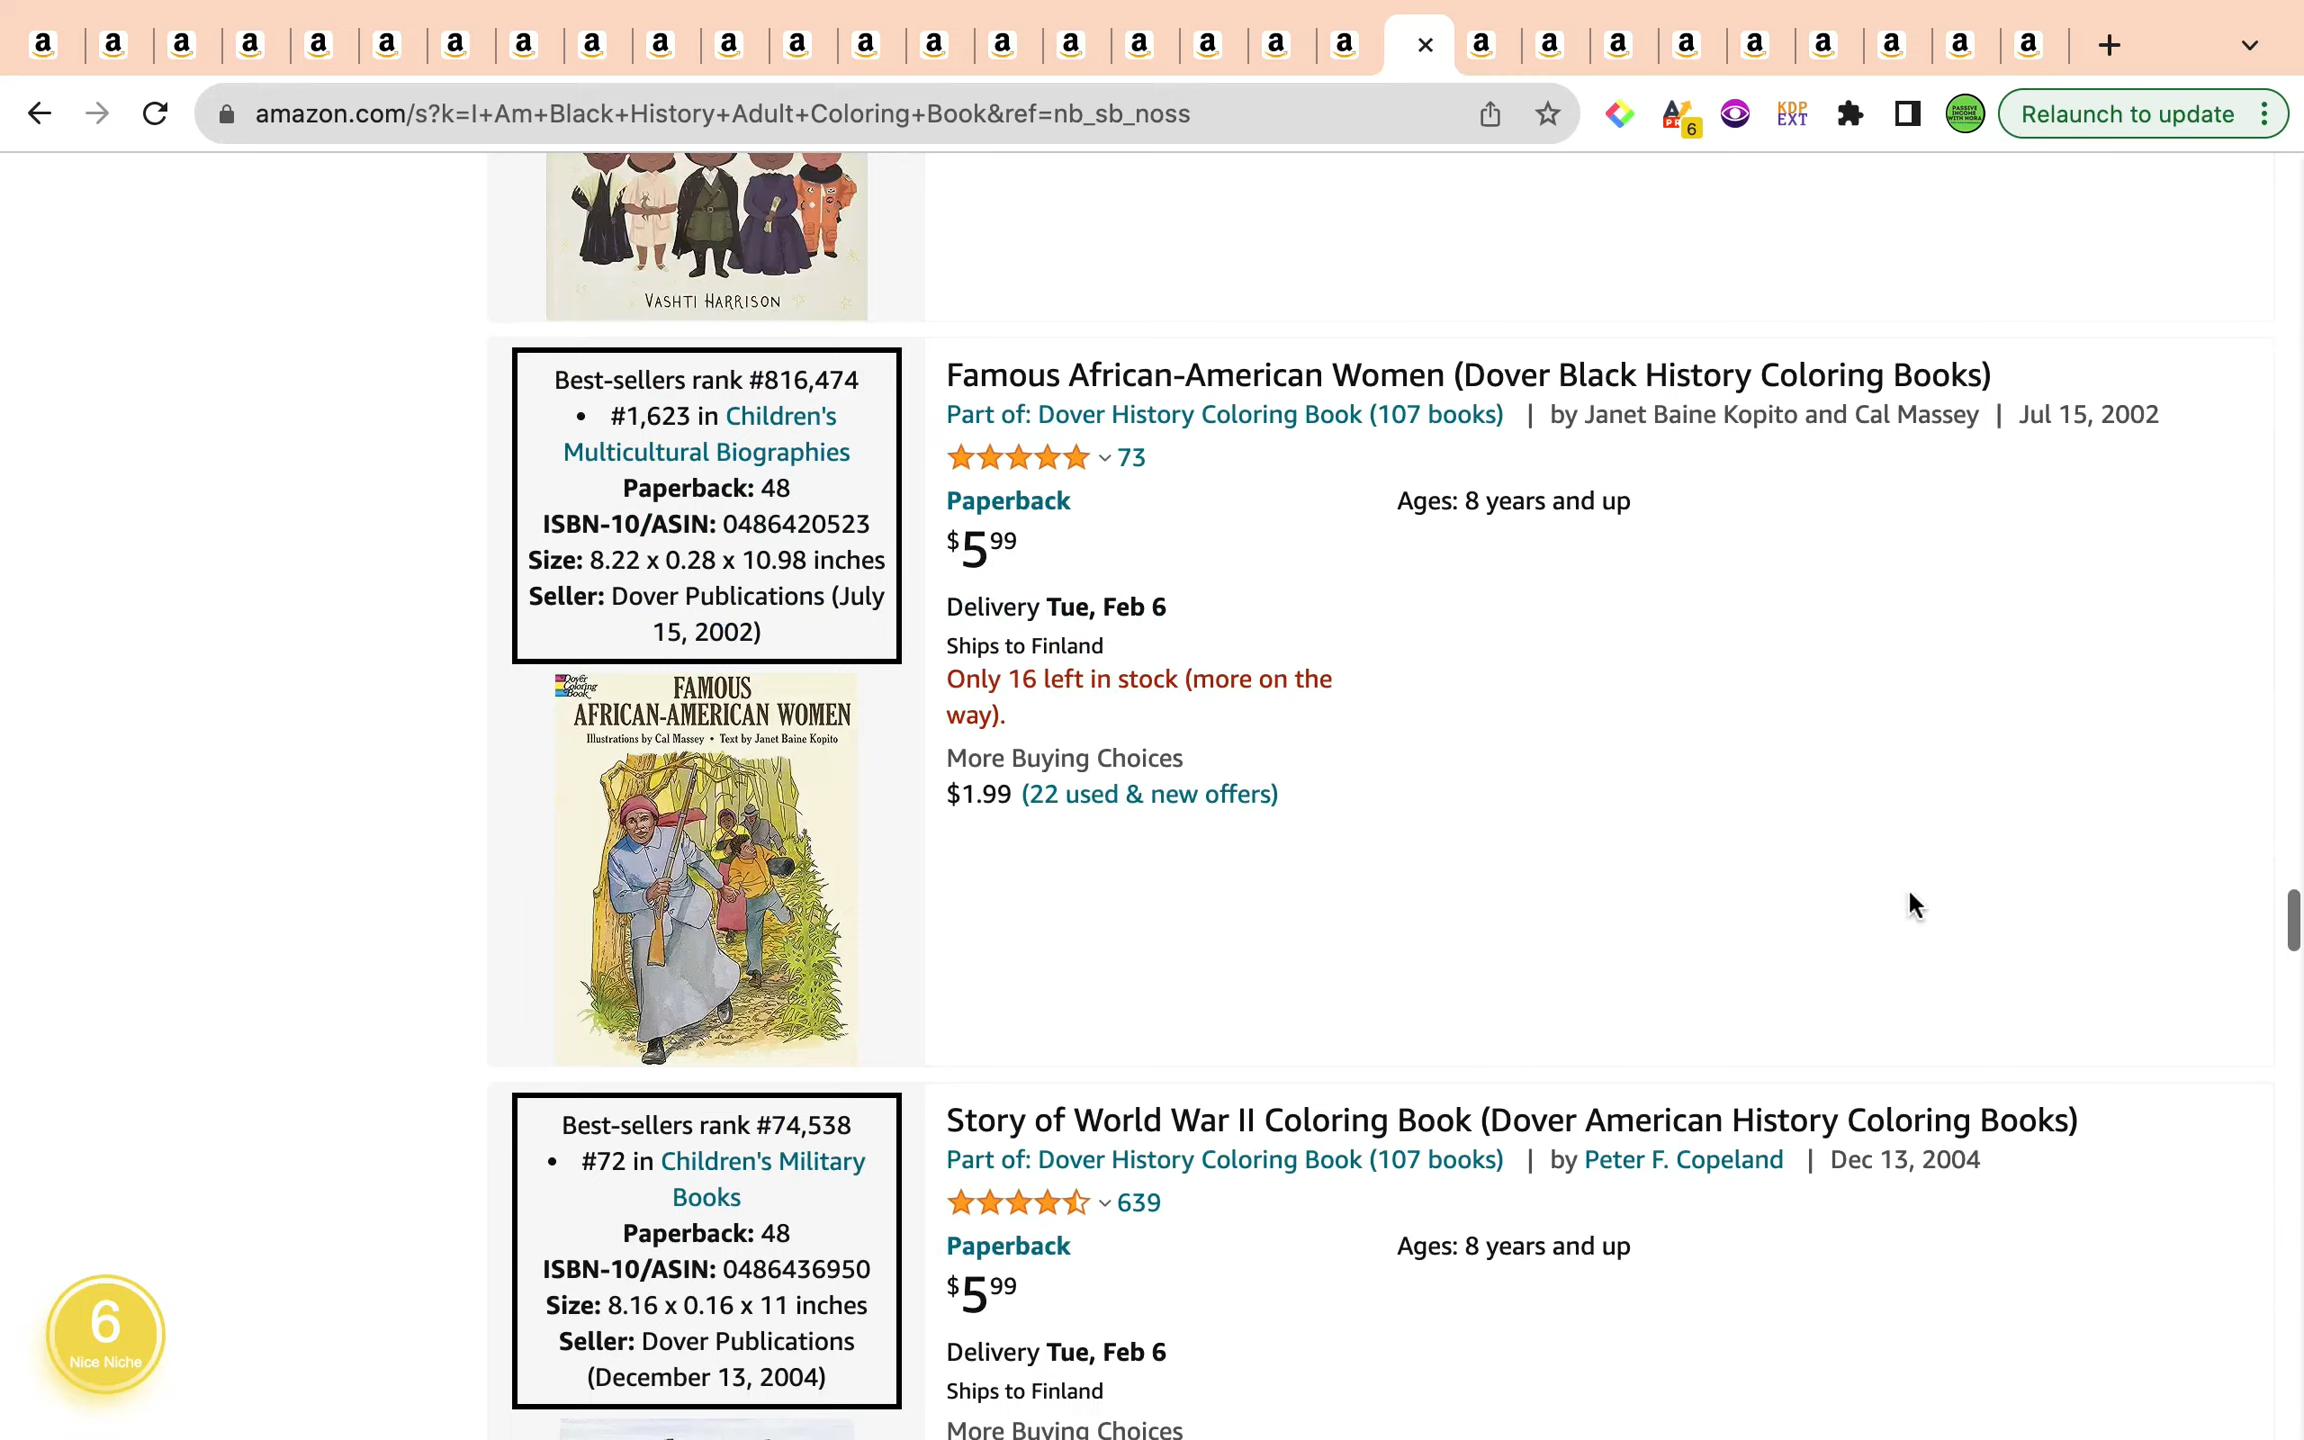 amazon.com/s?k=I+Am+Black+History+Adult+Coloring+Book&ref=nb_sb_noss
6
KDP
EXT
PASSIVE
INCOME
WITH NORA
Relaunch to update
VASHTI HARRISON
Best-sellers rank #816,474
• #1,623 in Children's
Multicultural Biographies
Paperback: 48
ISBN-10/ASIN: 0486420523
Size: 8.22 x 0.28 x 10.98 inches
Seller: Dover Publications (July
15, 2002)
Dover
Coloring
Book
FAMOUS
AFRICAN-AMERICAN WOMEN
Illustrations by Cal Massey • Text by Janet Baine Kopito
Famous African-American Women (Dover Black History Coloring Books)
Part of: Dover History Coloring Book (107 books) | by Janet Baine Kopito and Cal Massey | Jul 15, 2002
73
Paperback
Ages: 8 years and up
$5 99
Delivery Tue, Feb 6
Ships to Finland
Only 16 left in stock (more on the
way).
More Buying Choices
$1.99 (22 used & new offers)
Best-sellers rank #74,538
• #72 in Children's Military
Books
Paperback: 48
ISBN-10/ASIN: 0486436950
Size: 8.16 x 0.16 x 11 inches
Seller: Dover Publications
(December 13, 2004)
Story of World War II Coloring Book (Dover American History Coloring Books)
Part of: Dover History Coloring Book (107 books) | by Peter F. Copeland | Dec 13, 2004
639
Paperback
Ages: 8 years and up
$5 99
Delivery Tue, Feb 6
Ships to Finland
More Buying Choices
6
Nice Niche